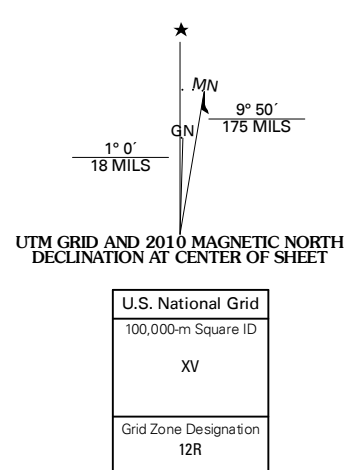 ★
MN
GN
9° 50´
175 MILS
1° 0´
18 MILS
UTM GRID AND 2010 MAGNETIC NORTH
DECLINATION AT CENTER OF SHEET
U.S. National Grid
100,000-m Square ID
XV
Grid Zone Designation
12R